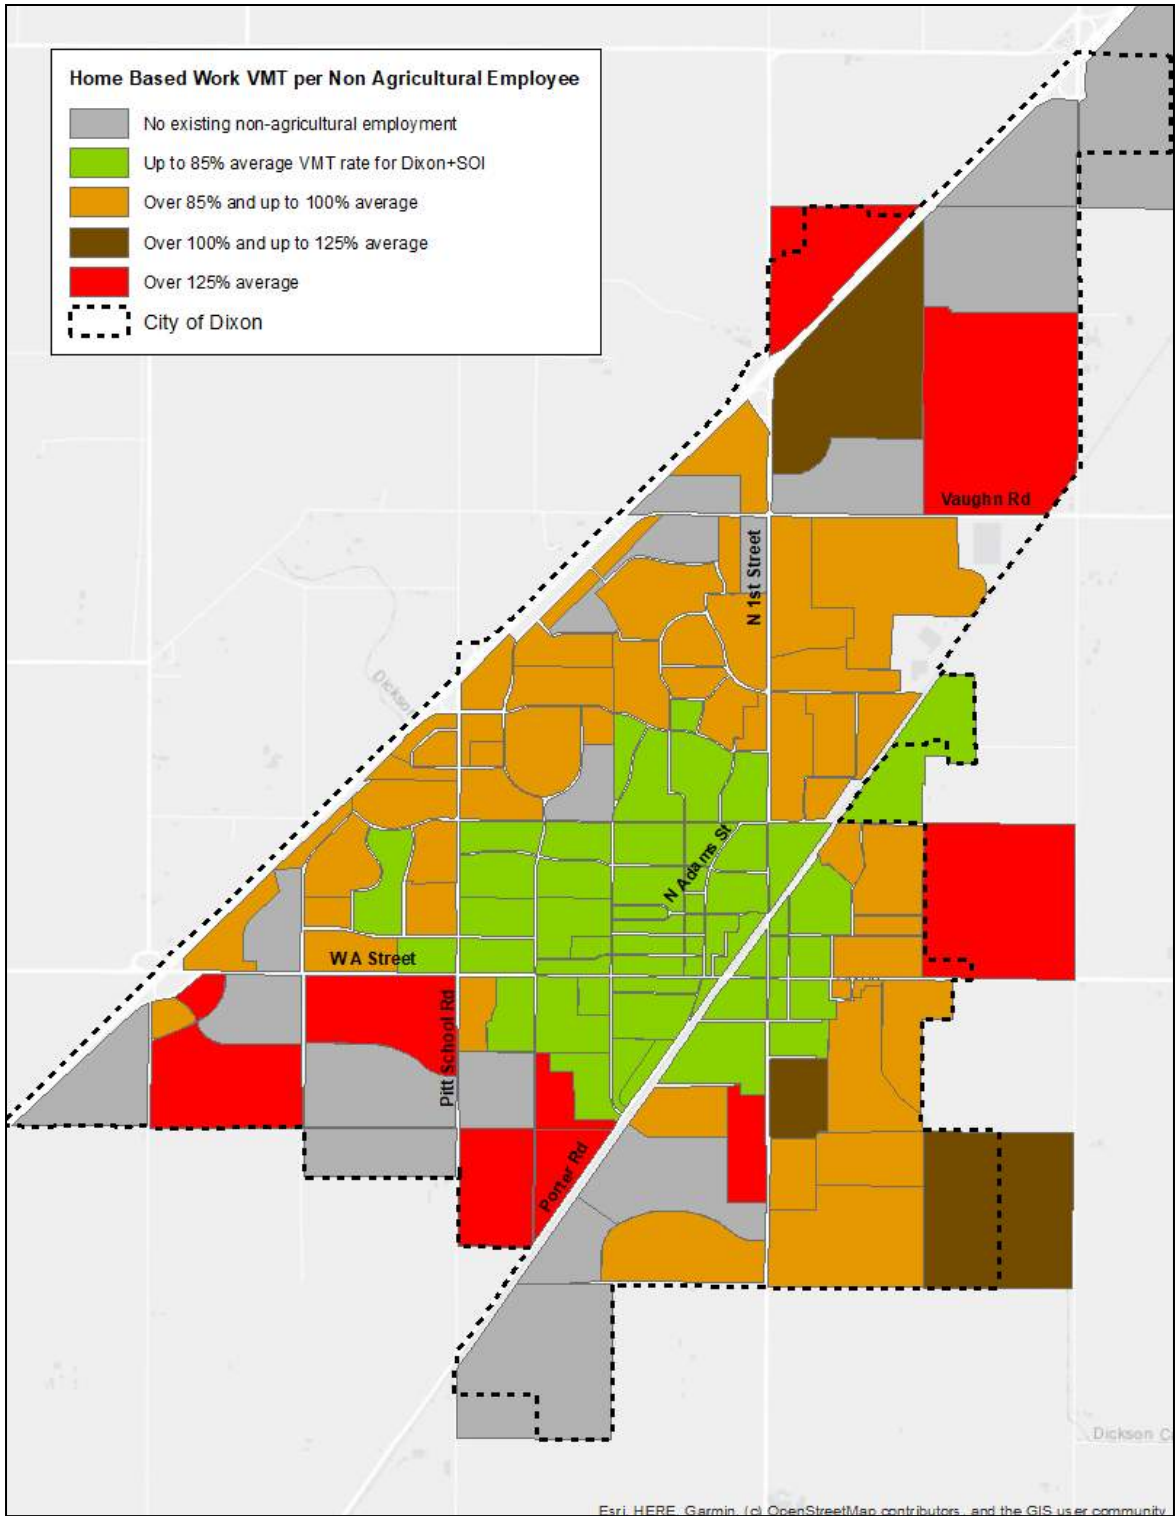 Home Based Work VMT per Non Agricultural Employee
No existing non-agricultural employment
Up to 85% average VMT rate for Dixon+SOI
Over 85% and up to 100% average
Over 100% and up to 125% average
Over 125% average
City of Dixon
Vaughn Rd
N 1st Street
N Adams St
W A Street
Pitt School Rd
Porter Rd
Esri, HERE, Garmin, (c) OpenStreetMap contributors, and the GIS user community